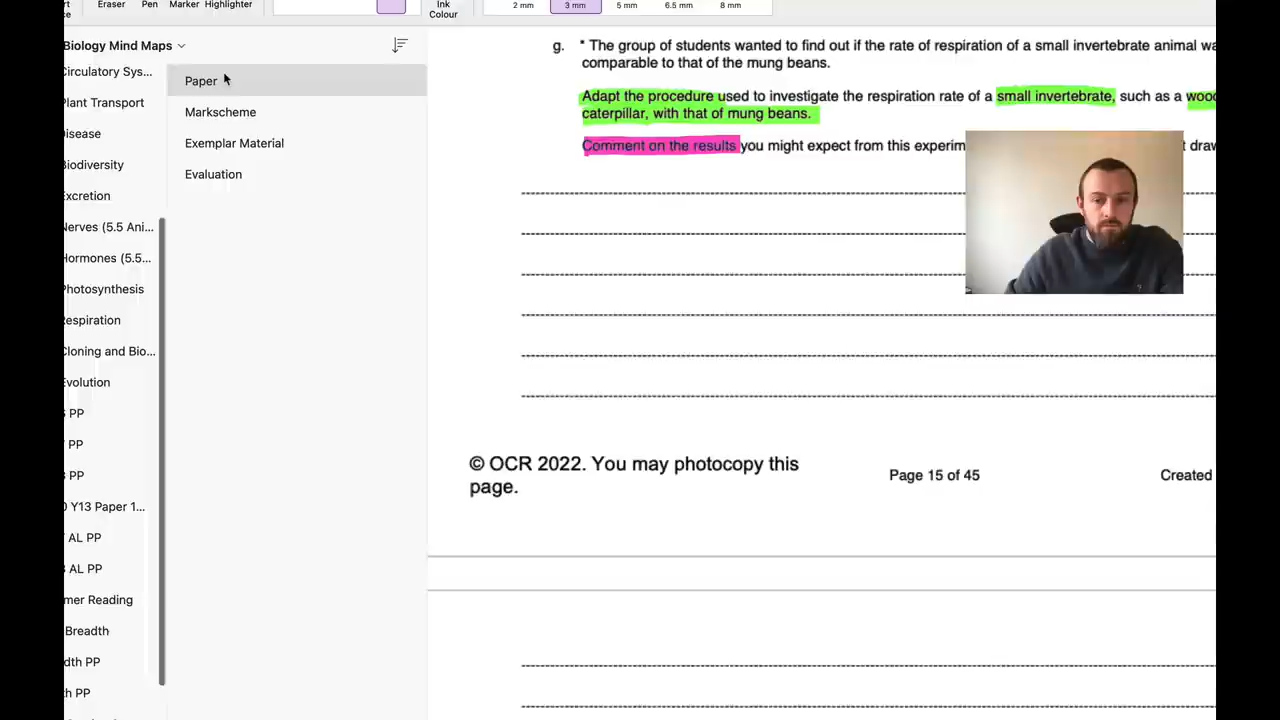 Eraser Pen Marker Highlighter
Ink
Colour
2 mm 3 mm 5 mm 6.5 mm 8 mm
Biology Mind Maps
Circulatory Sys...
Plant Transport
Disease
Biodiversity
Excretion
Nerves (5.5 Ani...
Hormones (5.5...
Photosynthesis
Respiration
Cloning and Bio...
Evolution
PP
PP
PP
Y13 Paper 1...
AL PP
AL PP
mer Reading
Breadth
dth PP
th PP
Paper
Markscheme
Exemplar Material
Evaluation
g. * The group of students wanted to find out if the rate of respiration of a small invertebrate animal wa
comparable to that of the mung beans.
Adapt the procedure used to investigate the respiration rate of a small invertebrate, such as a wood
caterpillar, with that of mung beans.
Comment on the results you might expect from this experim t draw
© OCR 2022. You may photocopy this
page.
Page 15 of 45
Created